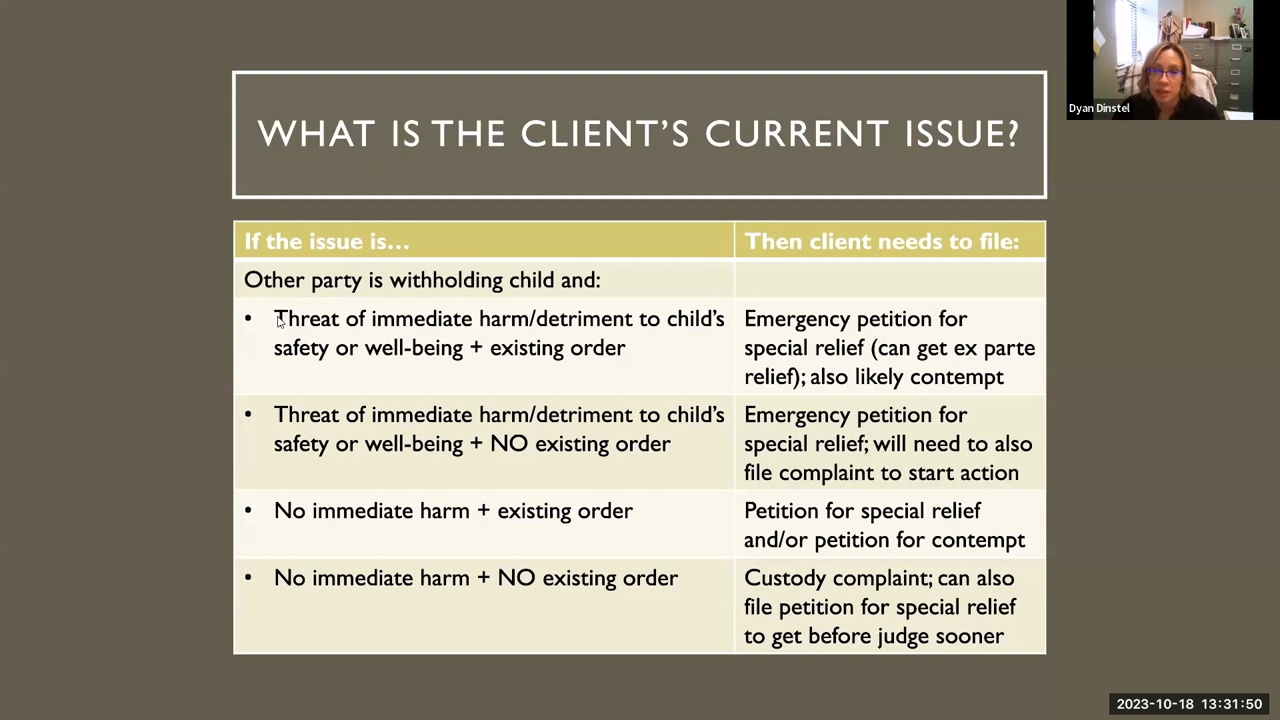 Dyan Dinstel
WHAT IS THE CLIENT’S CURRENT ISSUE?
If the issue is…
Then client needs to file:
Other party is withholding child and:
• Threat of immediate harm/detriment to child’s
safety or well-being + existing order
Emergency petition for
special relief (can get ex parte
relief); also likely contempt
• Threat of immediate harm/detriment to child’s
safety or well-being + NO existing order
Emergency petition for
special relief; will need to also
file complaint to start action
• No immediate harm + existing order
Petition for special relief
and/or petition for contempt
• No immediate harm + NO existing order
Custody complaint; can also
file petition for special relief
to get before judge sooner
2023-10-18 13:31:50